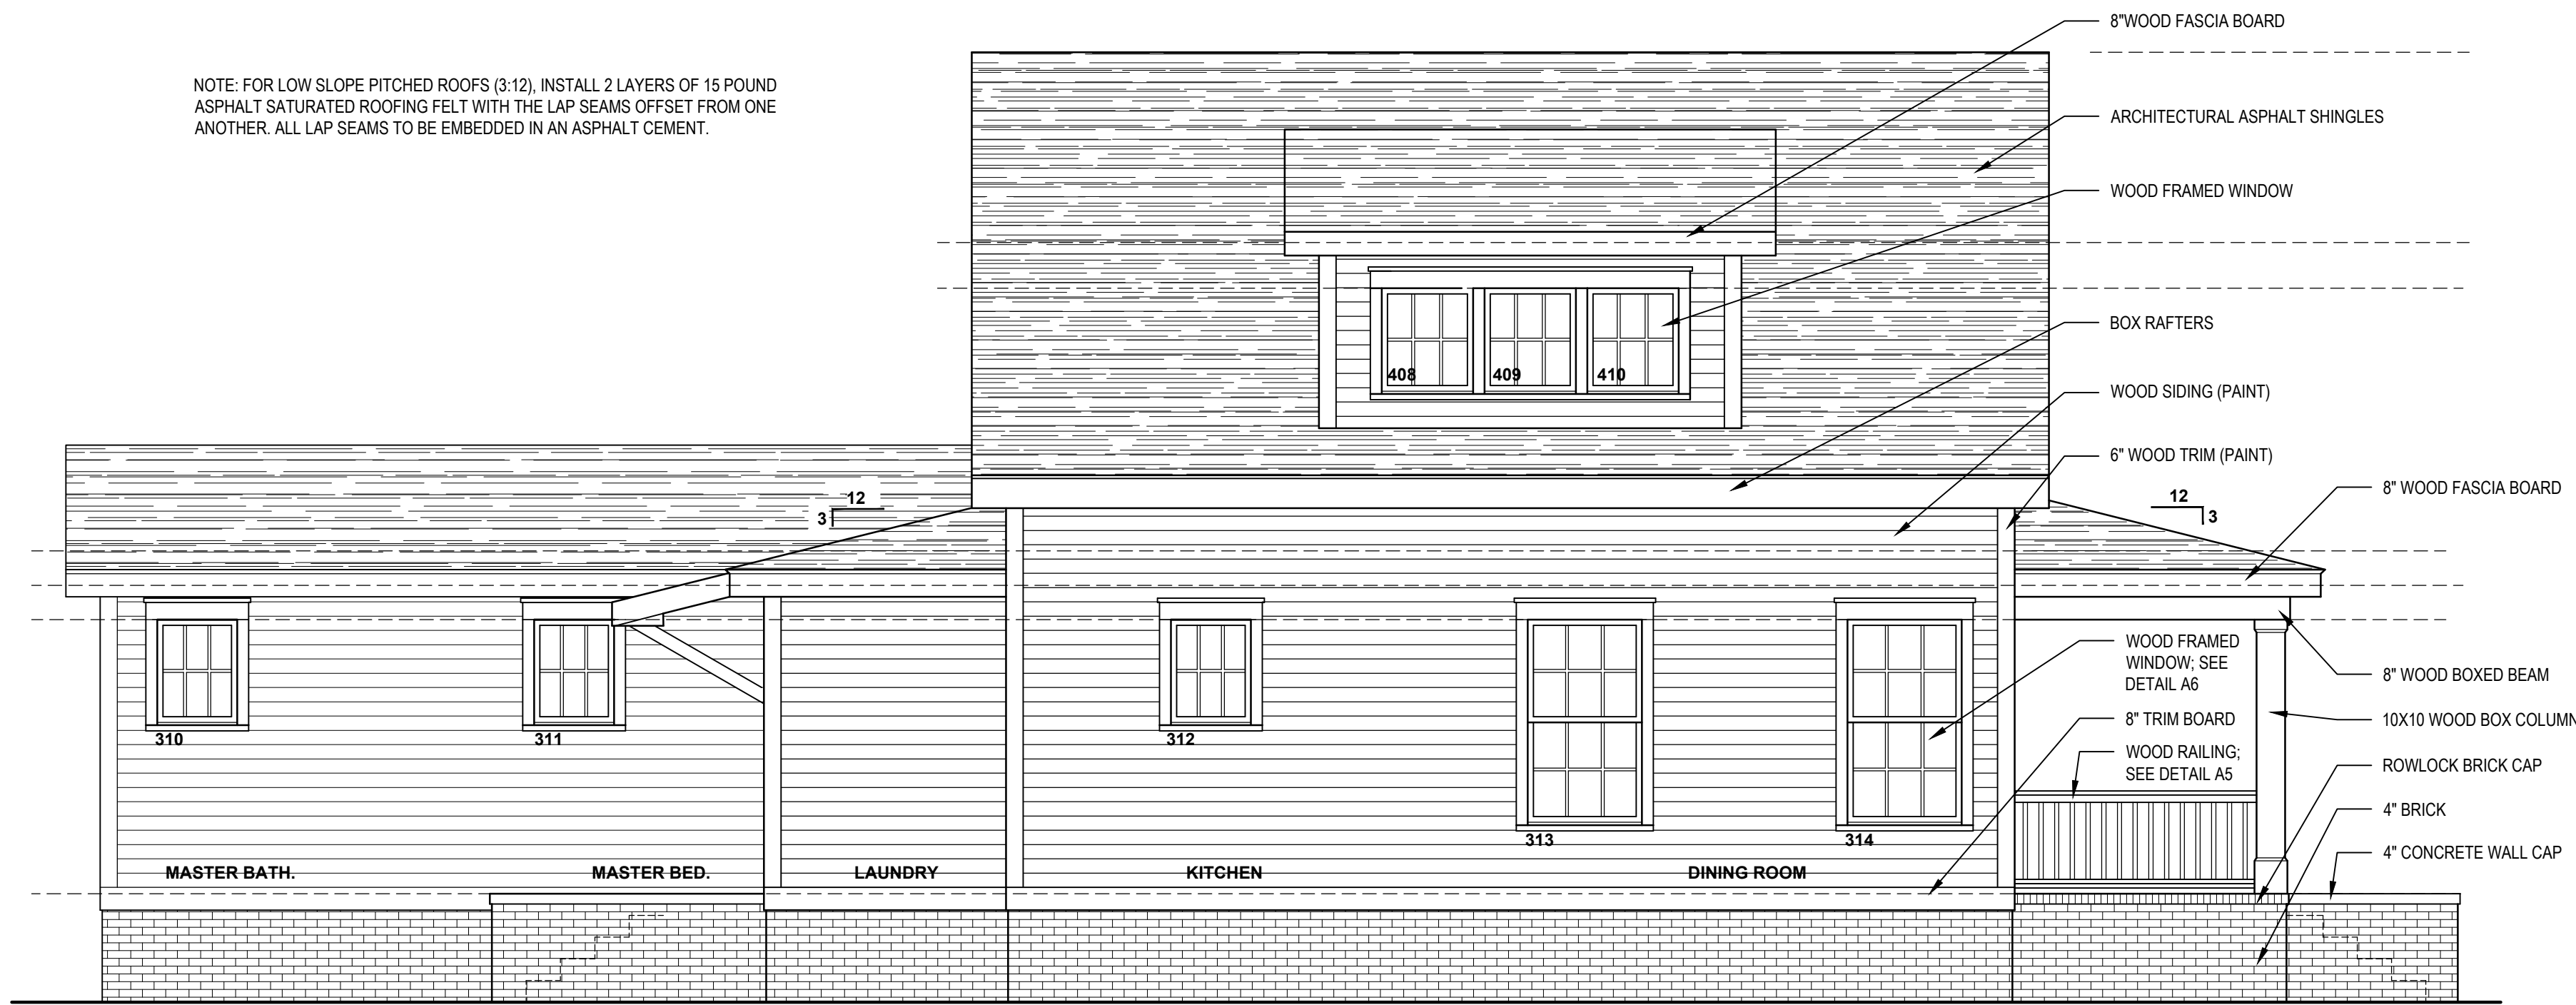 8"WOOD FASCIA BOARD
NOTE: FOR LOW SLOPE PITCHED ROOFS (3:12), INSTALL 2 LAYERS OF 15 POUND
ASPHALT SATURATED ROOFING FELT WITH THE LAP SEAMS OFFSET FROM ONE
ANOTHER. ALL LAP SEAMS TO BE EMBEDDED IN AN ASPHALT CEMENT.
ARCHITECTURAL ASPHALT SHINGLES
WOOD FRAMED WINDOW
BOX RAFTERS
408 409 410
WOOD SIDING (PAINT)
6" WOOD TRIM (PAINT)
8" WOOD FASCIA BOARD
12
3
12
3
WOOD FRAMED
WINDOW; SEE
DETAIL A6
8" WOOD BOXED BEAM
8" TRIM BOARD
10X10 WOOD BOX COLUMN
310 311 312
WOOD RAILING;
SEE DETAIL A5
ROWLOCK BRICK CAP
4" BRICK
313 314
4" CONCRETE WALL CAP
MASTER BATH. MASTER BED. LAUNDRY KITCHEN DINING ROOM